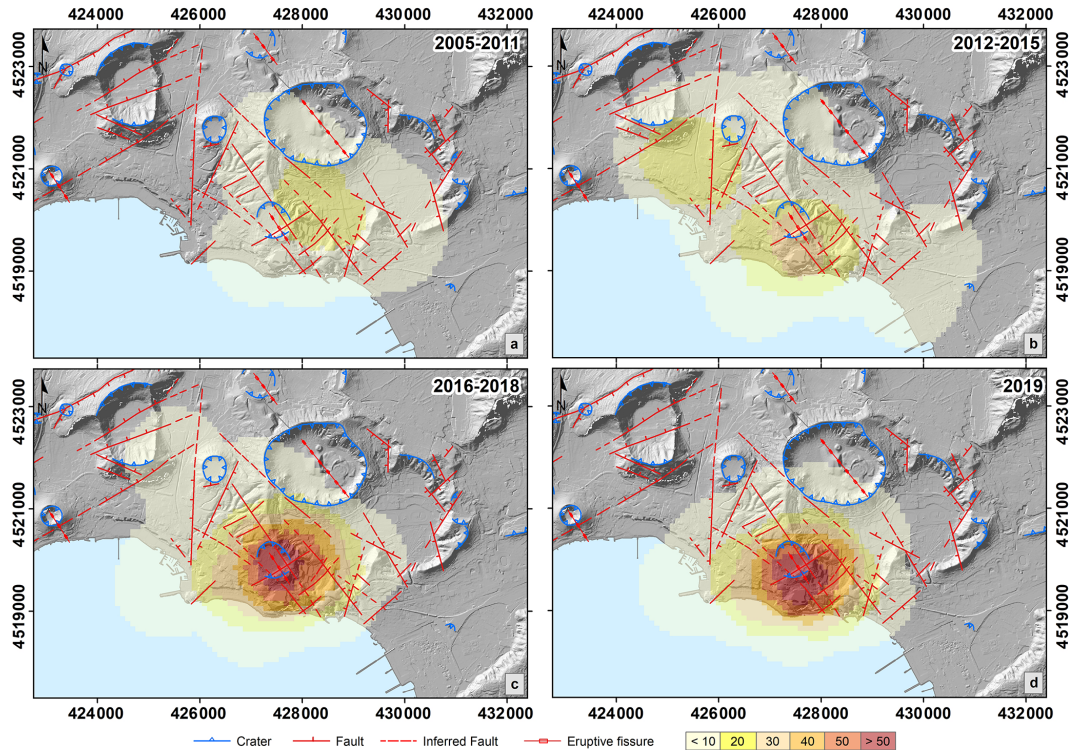 424000 426000 428000 430000 432000 424000 426000 428000 430000 432000
4523000 4521000 4519000
N
2005-2011
a
N
2012-2015
b
4523000 4521000 4519000
4523000 4521000 4519000
N
2016-2018
c
N
2019
d
4523000 4521000 4519000
424000 426000 428000 430000 432000 424000 426000 428000 430000 432000
Crater Fault Inferred Fault Eruptive fissure < 10 20 30 40 50 > 50